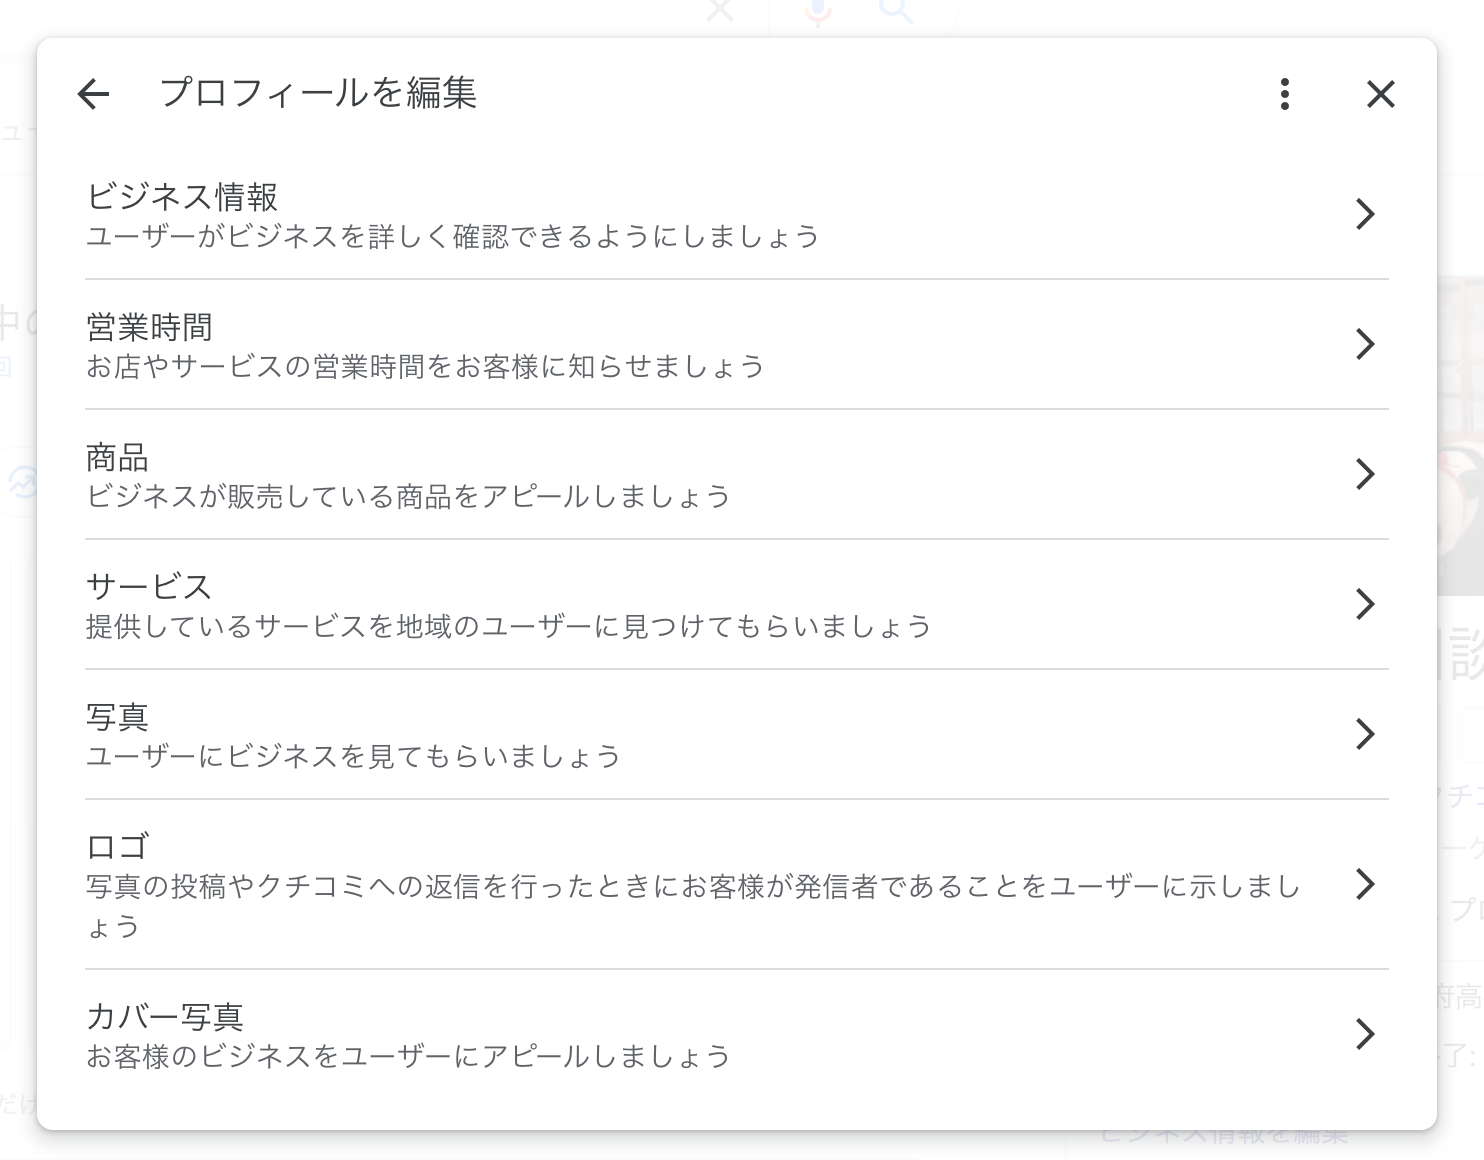 プロフィールを編集
ビジネス情報
ユーザーがビジネスを詳しく確認できるようにしましょう
営業時間
お店やサービスの営業時間をお客様に知らせましょう
商品
ビジネスが販売している商品をアピールしましょう
サービス
提供しているサービスを地域のユーザーに見つけてもらいましょう
写真
ユーザーにビジネスを見てもらいましょう
ロゴ
写真の投稿やクチコミへの返信を行ったときにお客様が発信者であることをユーザーに示しまし
ょう
カバー写真
お客様のビジネスをユーザーにアピールしましょう
ビジネス情報を編集